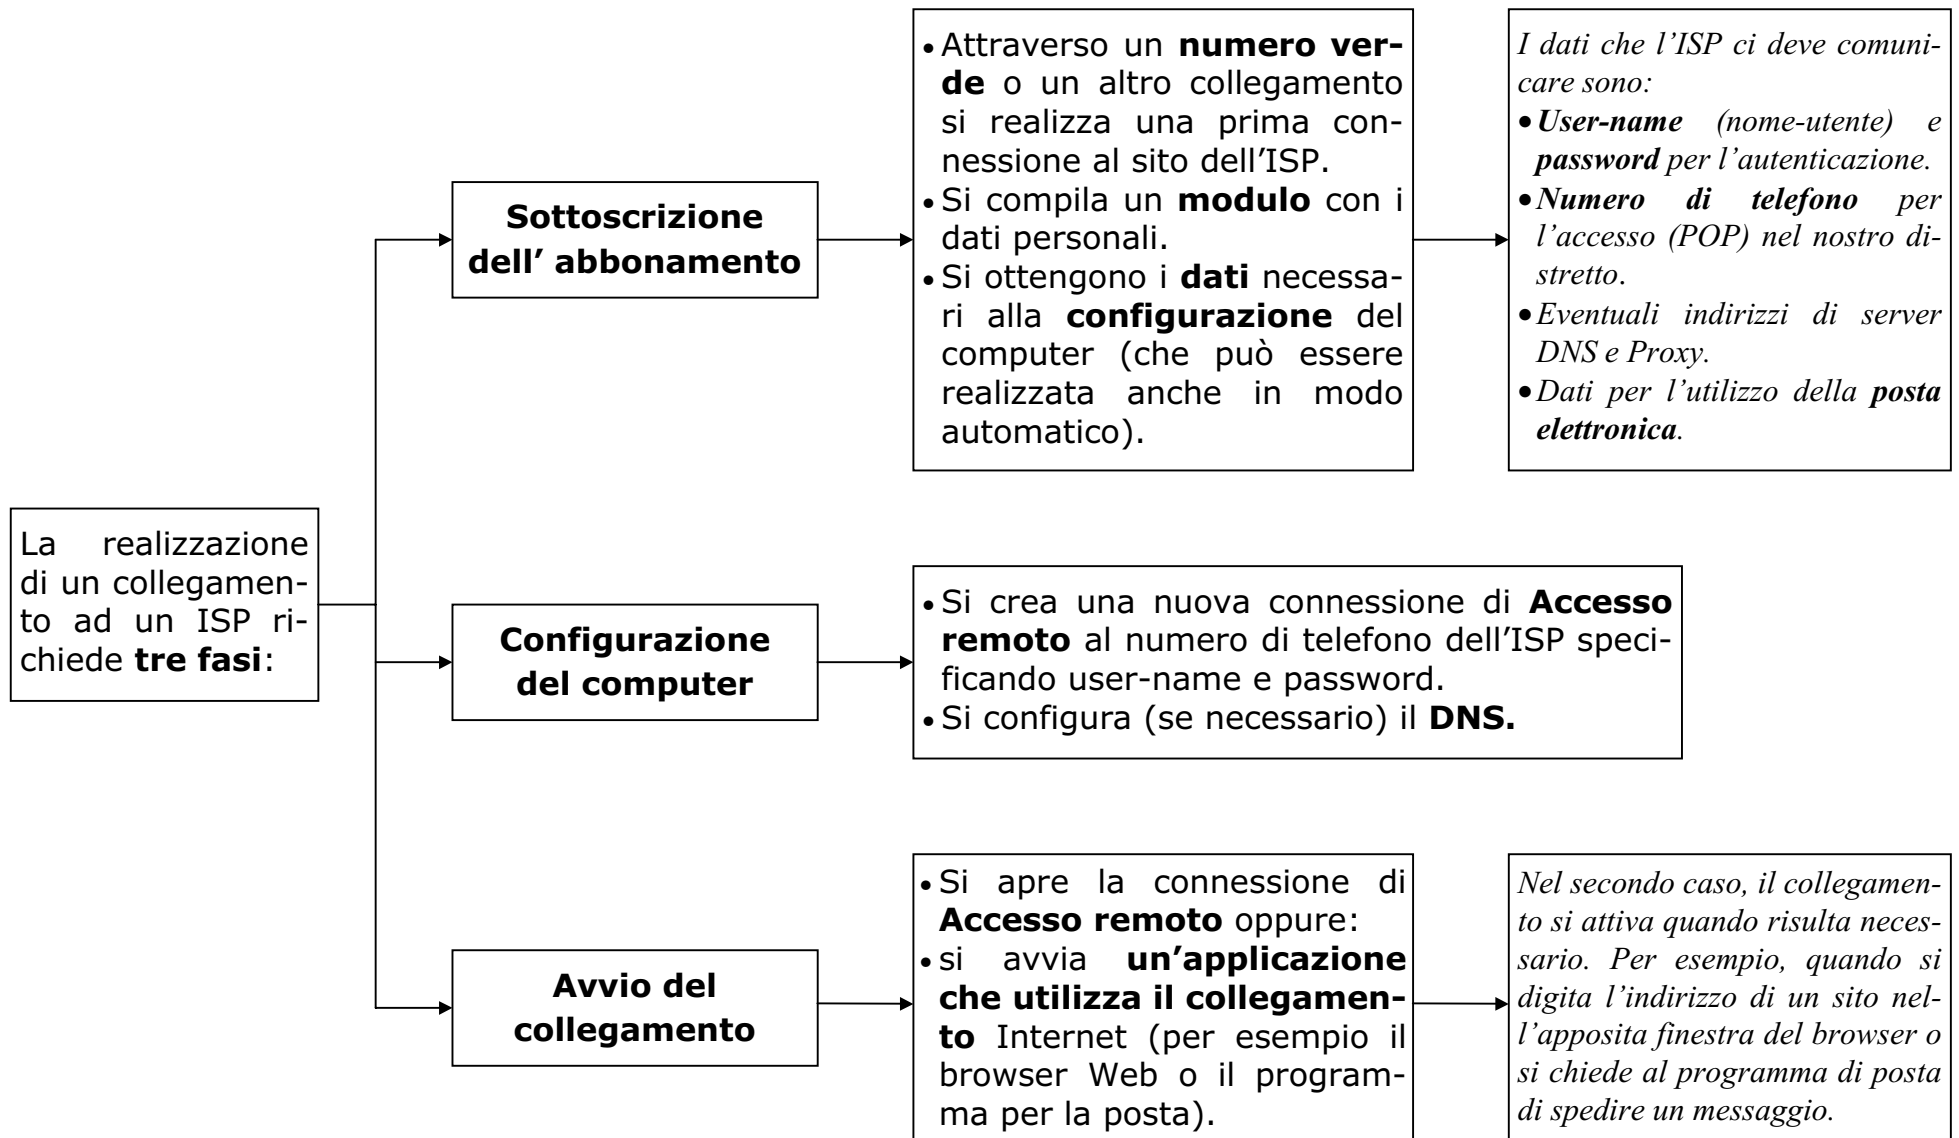 La realizzazione
di un collegamen-
to ad un ISP ri-
chiede tre fasi:
Sottoscrizione
dell’ abbonamento
• Attraverso un numero ver-
de o un altro collegamento
si realizza una prima con-
nessione al sito dell’ISP.
• Si compila un modulo con i
dati personali.
• Si ottengono i dati necessa-
ri alla configurazione del
computer (che può essere
realizzata anche in modo
automatico).
I dati che l’ISP ci deve comuni-
care sono:
• User-name (nome-utente) e
password per l’autenticazione.
• Numero di telefono per
l’accesso (POP) nel nostro di-
stretto.
• Eventuali indirizzi di server
DNS e Proxy.
• Dati per l’utilizzo della posta
elettronica.
Configurazione
del computer
• Si crea una nuova connessione di Accesso
remoto al numero di telefono dell’ISP speci-
ficando user-name e password.
• Si configura (se necessario) il DNS.
Avvio del
collegamento
• Si apre la connessione di
Accesso remoto oppure:
• si avvia un’applicazione
che utilizza il collegamen-
to Internet (per esempio il
browser Web o il program-
ma per la posta).
Nel secondo caso, il collegamen-
to si attiva quando risulta neces-
sario. Per esempio, quando si
digita l’indirizzo di un sito nel-
l’apposita finestra del browser o
si chiede al programma di posta
di spedire un messaggio.